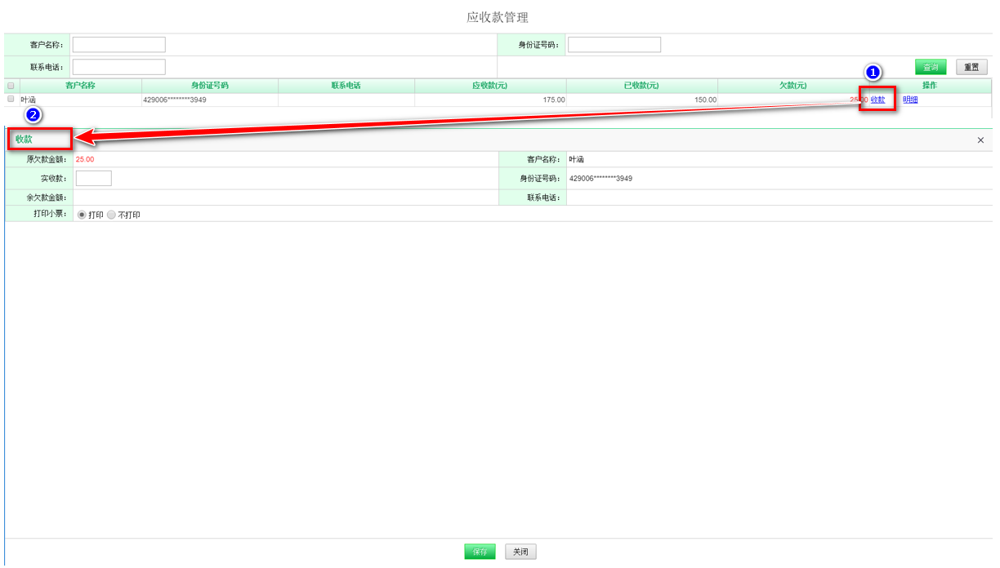 应收款管理
客户名称： 身份证号码：
联系电话： 查询 重置
客户名称 身份证号码 联系电话 应收款(元) 已收款(元) 欠款(元) 操作
叶涵 429006********3949 175.00 150.00 25.00 收款 明细
1
2
收款 ×
原欠款金额： 25.00 客户名称： 叶涵
实收款： 身份证号码： 429006********3949
余欠款金额： 联系电话：
打印小票： 打印 不打印
保存 关闭